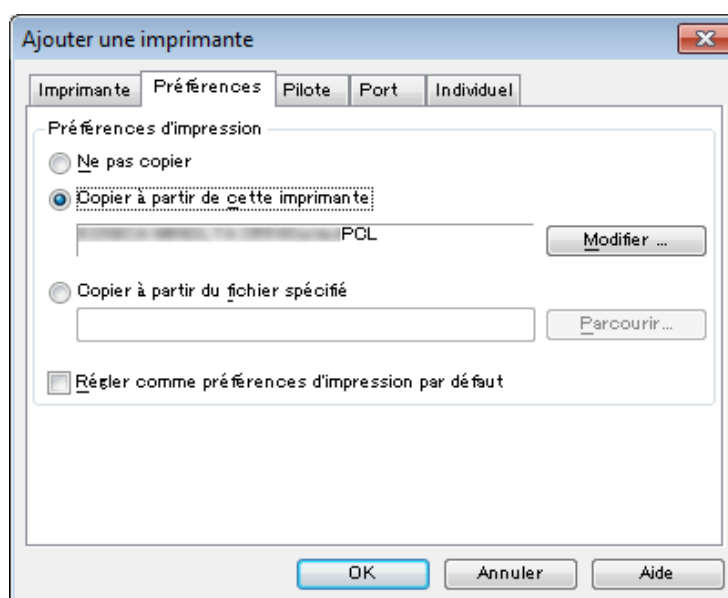 Ajouter une imprimante
Imprimante Préférences Pilote Port Individuel
Préférences d'impression
Ne pas copier
Copier à partir de cette imprimante
PCL Modifier ...
Copier à partir du fichier spécifié
Parcourir...
Régler comme préférences d'impression par défaut
OK Annuler Aide